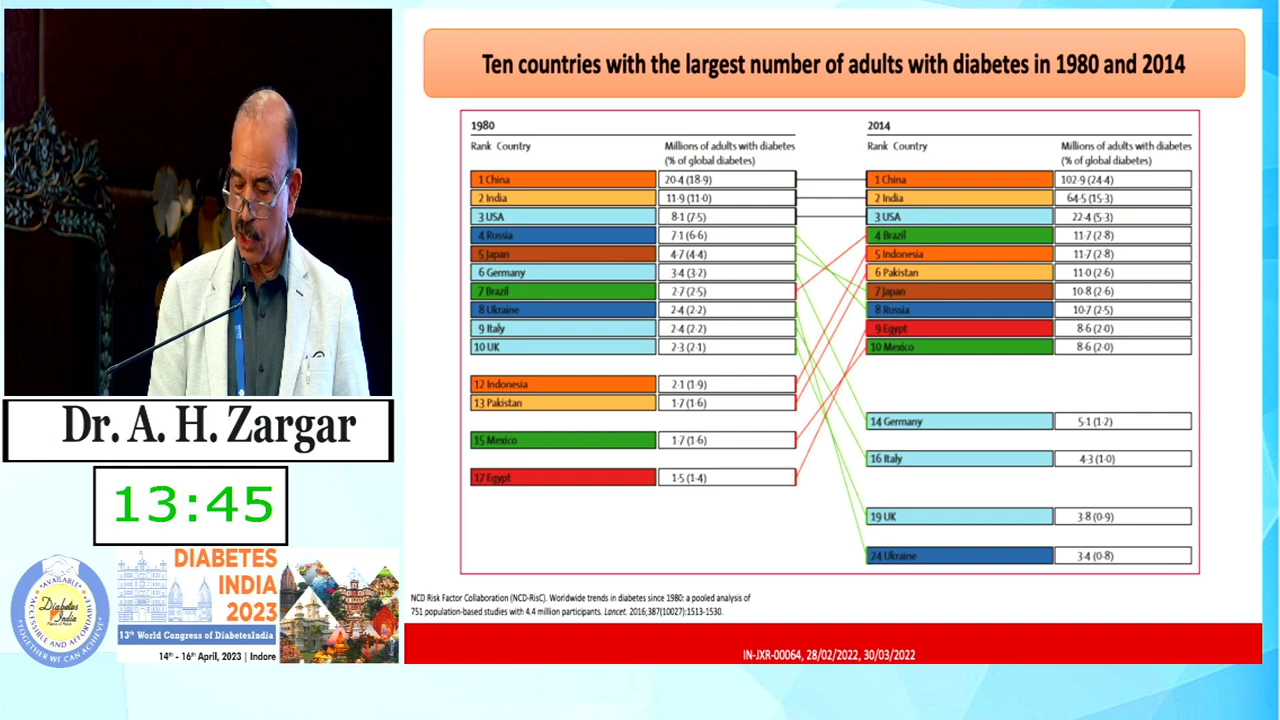 Ten countries with the largest number of adults with diabetes in 1980 and 2014
1980
Rank Country
Millions of adults with diabetes
(% of global diabetes)
1 China 20·4 (18·9)
2 India 11·9 (11·0)
3 USA 8·1 (7·5)
4 Russia 7·1 (6·6)
5 Japan 4·7 (4·4)
6 Germany 3·4 (3·2)
7 Brazil 2·7 (2·5)
8 Ukraine 2·4 (2·2)
9 Italy 2·4 (2·2)
10 UK 2·3 (2·1)
12 Indonesia 2·1 (1·9)
13 Pakistan 1·7 (1·6)
15 Mexico 1·7 (1·6)
17 Egypt 1·5 (1·4)
2014
Rank Country
Millions of adults with diabetes
(% of global diabetes)
1 China 102·9 (24·4)
2 India 64·5 (15·3)
3 USA 22·4 (5·3)
4 Brazil 11·7 (2·8)
5 Indonesia 11·7 (2·8)
6 Pakistan 11·0 (2·6)
7 Japan 10·8 (2·6)
8 Russia 10·7 (2·5)
9 Egypt 8·6 (2·0)
10 Mexico 8·6 (2·0)
14 Germany 5·1 (1·2)
16 Italy 4·3 (1·0)
19 UK 3·8 (0·9)
24 Ukraine 3·4 (0·8)
NCD Risk Factor Collaboration (NCD-RisC). Worldwide trends in diabetes since 1980: a pooled analysis of
751 population-based studies with 4.4 million participants. Lancet. 2016;387(10027):1513-1530.
IN-JXR-00064, 28/02/2022, 30/03/2022
Dr. A. H. Zargar
13:45
•AVAILABLE•
ACCESSIBLE AND AFFORDABLE
Diabetes
India
"TOGETHER WE CAN ACHIEVE"
DIABETES
INDIA
2023
13th World Congress of DiabetesIndia
14th - 16th April, 2023 | Indore